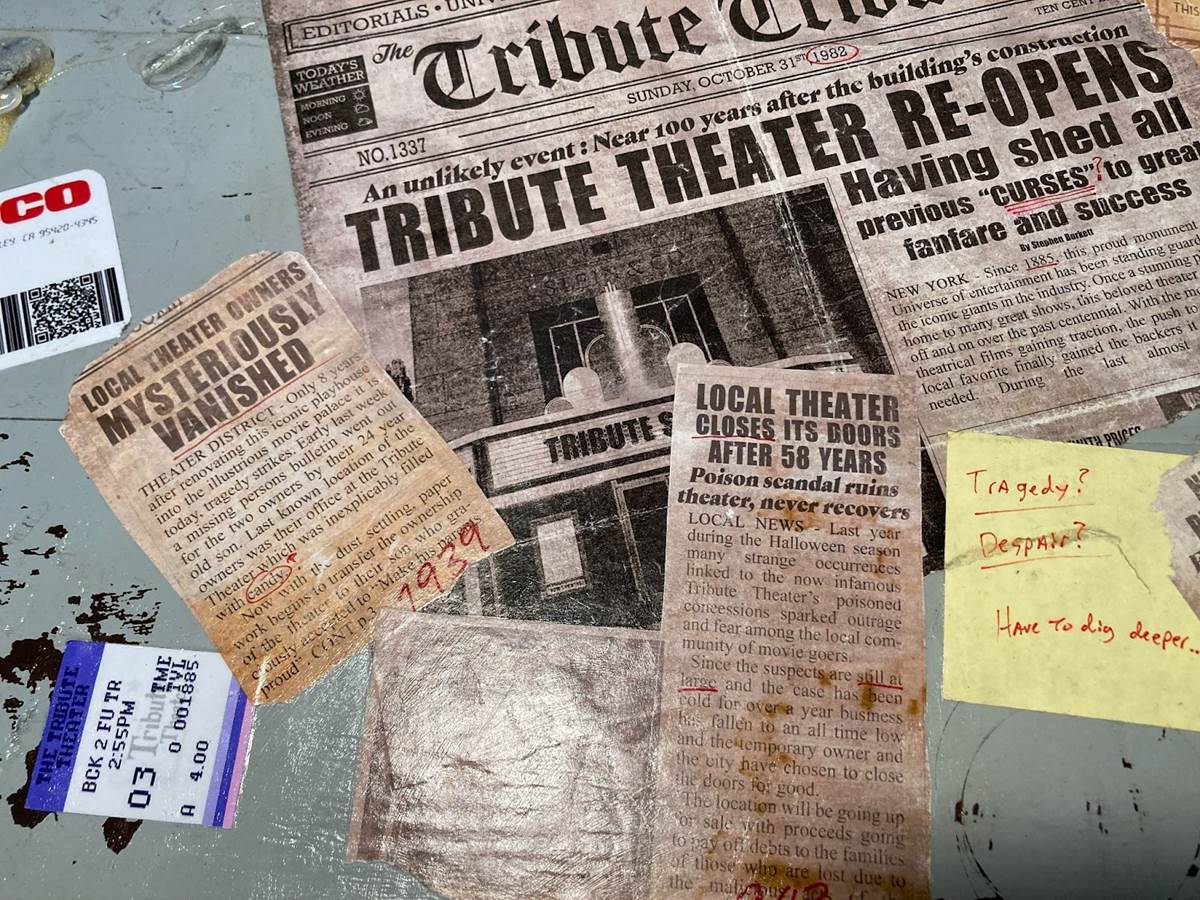 EDITORIALS •
The Tribute
TEN CENT
THIS
TODAY'S
WEATHER
MORNING
NOON
EVENING
SUNDAY, OCTOBER 31ST 1982
NO.1337
An unlikely event: Near 100 years after the building's construction
TRIBUTE THEATER RE-OPENS
Having shed all
previous "CURSES"? to
fanfare and success
By Stephen Burkett
NEW YORK - Since 1885, this proud monument
Universe of entertainment has been standing
the iconic giants in the industry. Once a stunning
home to many great shows, this beloved
off and on over the past centennial. With the
theatrical films gaining traction, the push to
local favorite finally gained the backers
needed. During the last almost
TRIBUTE
CO
CA 95420-4345
LOCAL THEATER OWNERS
MYSTERIOUSLY
VANISHED
THEATER DISTRICT - Only 8 years
after renovating this iconic playhouse
into the illustrious movie palace it is
today, tragedy strikes. Early last week
a missing persons bulletin went out
for the two owners by their 24 year
old son. Last known location of the
owners was their office at the Tribute
Theater which was inexplicably filled
with candy.
Now with the dust settling, paper
work begins to transfer the ownership
of the theater to their son who gra-
ciously accepted to "Make his
proud" - CONT'D
1939
LOCAL THEATER
CLOSES ITS DOORS
AFTER 58 YEARS
Poison scandal ruins
theater, never recovers
LOCAL NEWS - Last year
during the Halloween season
many strange occurrences
linked to the now infamous
Tribute Theater's poisoned
concessions sparked outrage
and fear among the local com-
munity of movie goers.
Since the suspects are still at
large and the case has been
cold for over a year business
has fallen to an all time low
and the temporary owner and
the city have chosen to close
the doors for good.
The location will be going up
for sale with proceeds going
to pay off debts to the families
of those who are lost due to
the
Tragedy?
Despair?
Have to dig deeper..
THE TRIBUTE
THEATER
BCK 2 FU TR
2:55PM
03
TME
TVL
0 001885
A 4.00